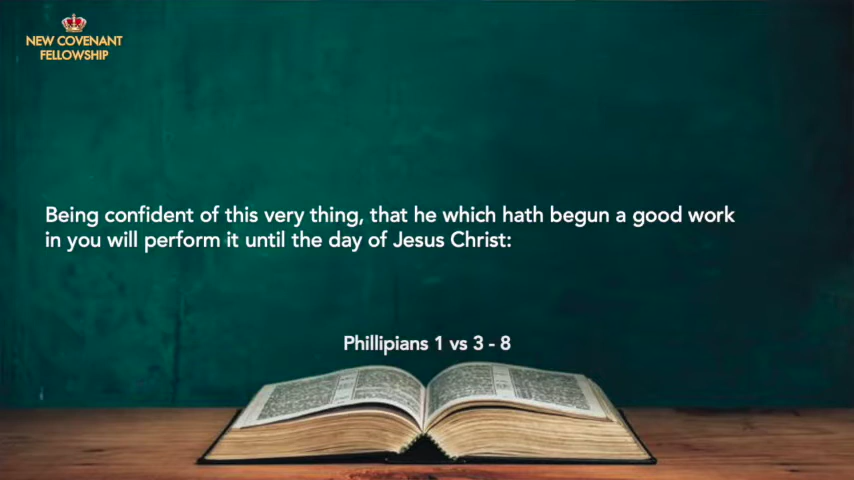 NEW COVENANT
FELLOWSHIP
Being confident of this very thing, that he which hath begun a good work
in you will perform it until the day of Jesus Christ:
Phillipians 1 vs 3 - 8